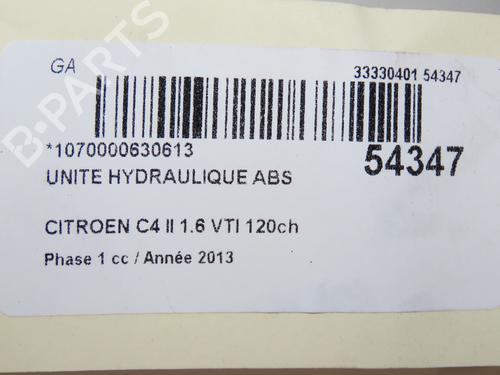 GA
33330401 54347
*1070000630613
54347
UNITE HYDRAULIQUE ABS
CITROEN C4 II 1.6 VTI 120ch
Phase 1 cc / Année 2013
B-PARTS